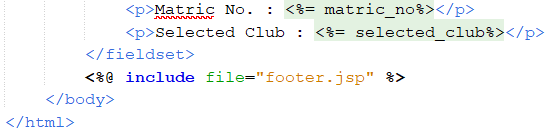 <p>Matric No. : <%= matric_no%></p>
<p>Selected Club : <%= selected_club%></p>
</fieldset>
<%@ include file="footer.jsp" %>
</body>
</html>